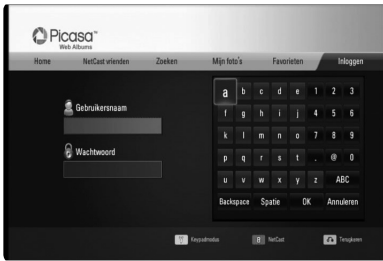 Picasa™
Web Albums
Home NetCast vrienden Zoeken Mijn foto's Favorieten Inloggen
Gebruikersnaam
Wachtwoord
a b c d e 1 2 3
f g h i j 4 5 6
k l m n o 7 8 9
p q r s t . @ 0
u v w x y z ABC
Backspace Spatie OK Annuleren
Keypadmodus NetCast Terugkeren